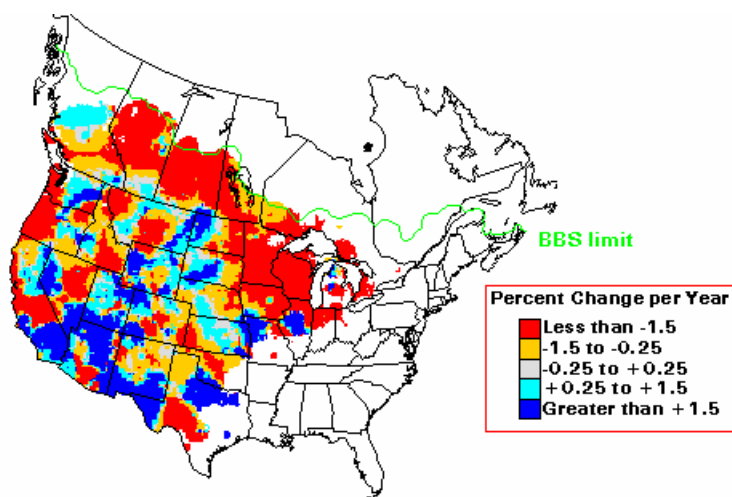 BBS limit
Percent Change per Year
Less than -1.5
-1.5 to -0.25
-0.25 to +0.25
+0.25 to +1.5
Greater than +1.5